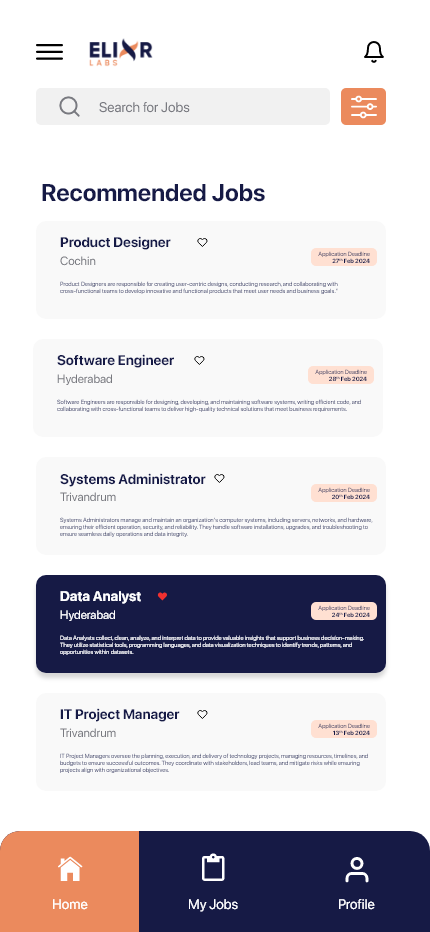 ELIXR
LABS
Search for Jobs
Recommended Jobs
Product Designer
Cochin
Application Deadline
27th Feb 2024
Product Designers are responsible for creating user-centric designs, conducting research, and collaborating with
cross-functional teams to develop innovative and functional products that meet user needs and business goals."
Software Engineer
Hyderabad
Application Deadline
28th Feb 2024
Software Engineers are responsible for designing, developing, and maintaining software systems, writing efficient code, and
collaborating with cross-functional teams to deliver high-quality technical solutions that meet business requirements.
Systems Administrator
Trivandrum
Application Deadline
20th Feb 2024
Systems Administrators manage and maintain an organization's computer systems, including servers, networks, and hardware,
ensuring their efficient operation, security, and reliability. They handle software installations, upgrades, and troubleshooting to
ensure seamless daily operations and data integrity.
Data Analyst
Hyderabad
Application Deadline
24th Feb 2024
Data Analysts collect, clean, analyze, and interpret data to provide valuable insights that support business decision-making.
They utilize statistical tools, programming languages, and data visualization techniques to identify trends, patterns, and
opportunities within datasets.
IT Project Manager
Trivandrum
Application Deadline
13th Feb 2024
IT Project Managers oversee the planning, execution, and delivery of technology projects, managing resources, timelines, and
budgets to ensure successful outcomes. They coordinate with stakeholders, lead teams, and mitigate risks while ensuring
projects align with organizational objectives.
Home
My Jobs
Profile